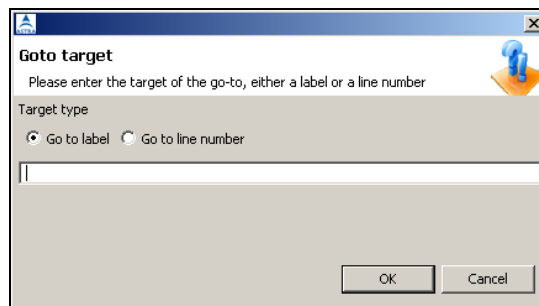 Goto target
Please enter the target of the go-to, either a label or a line number
Target type
Go to label Go to line number
OK Cancel